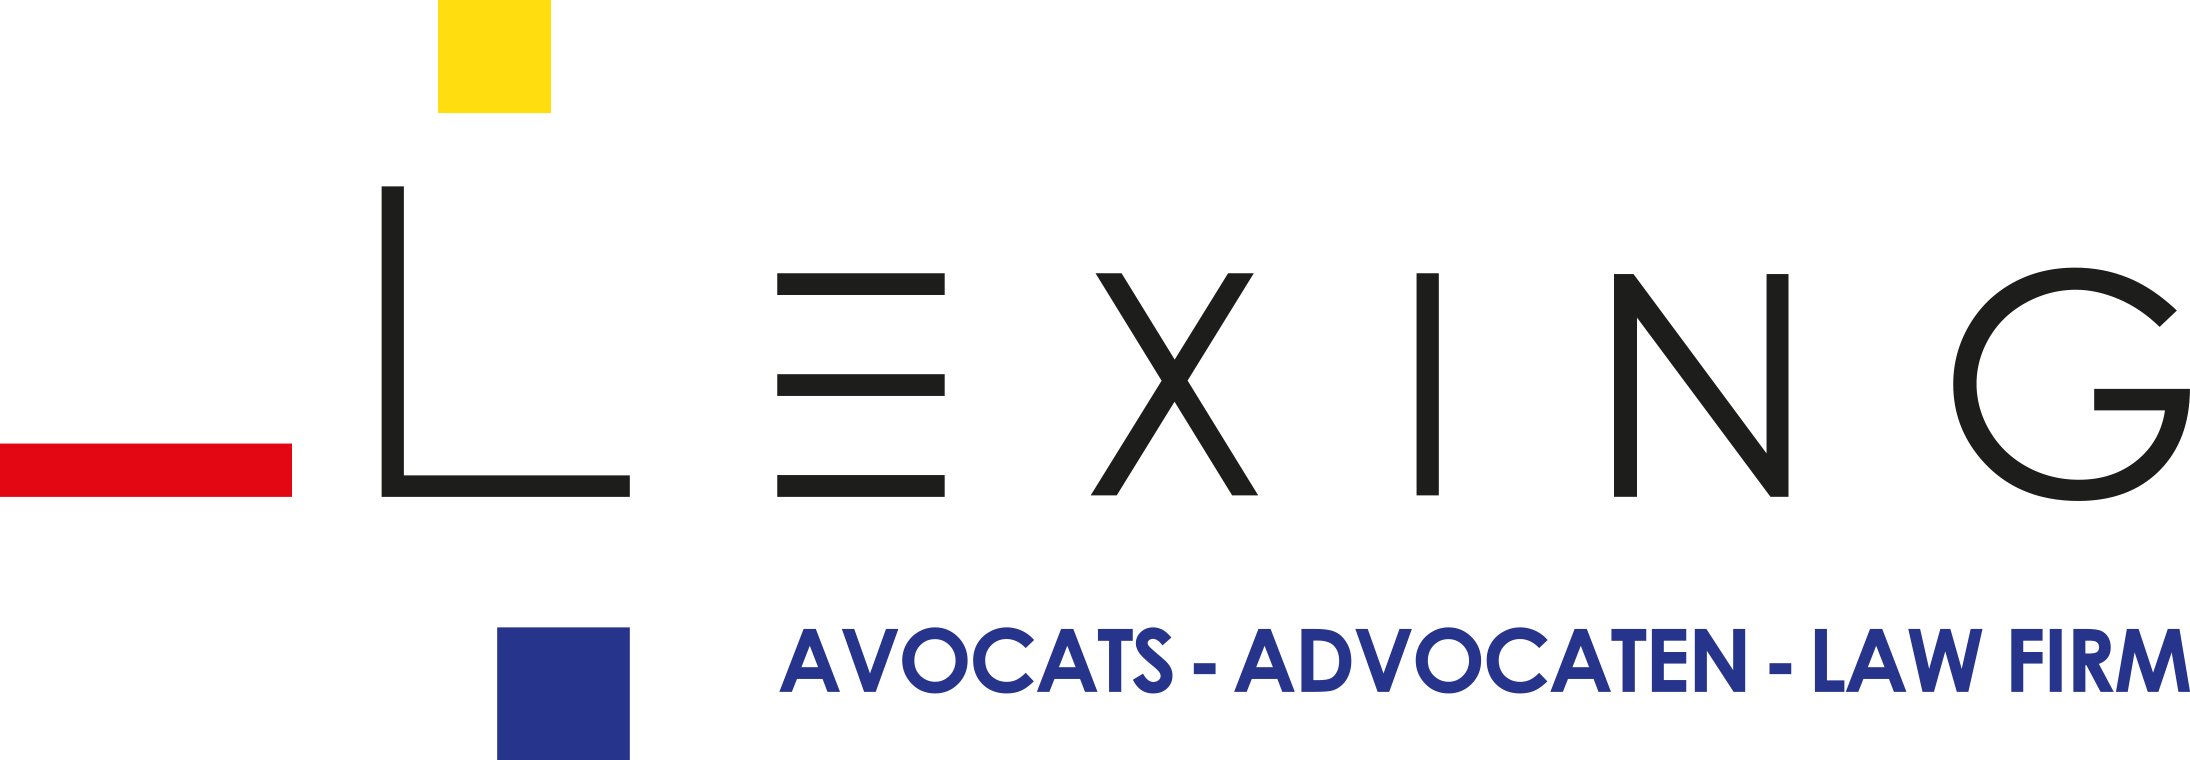 LEXING
AVOCATS - ADVOCATEN - LAW FIRM